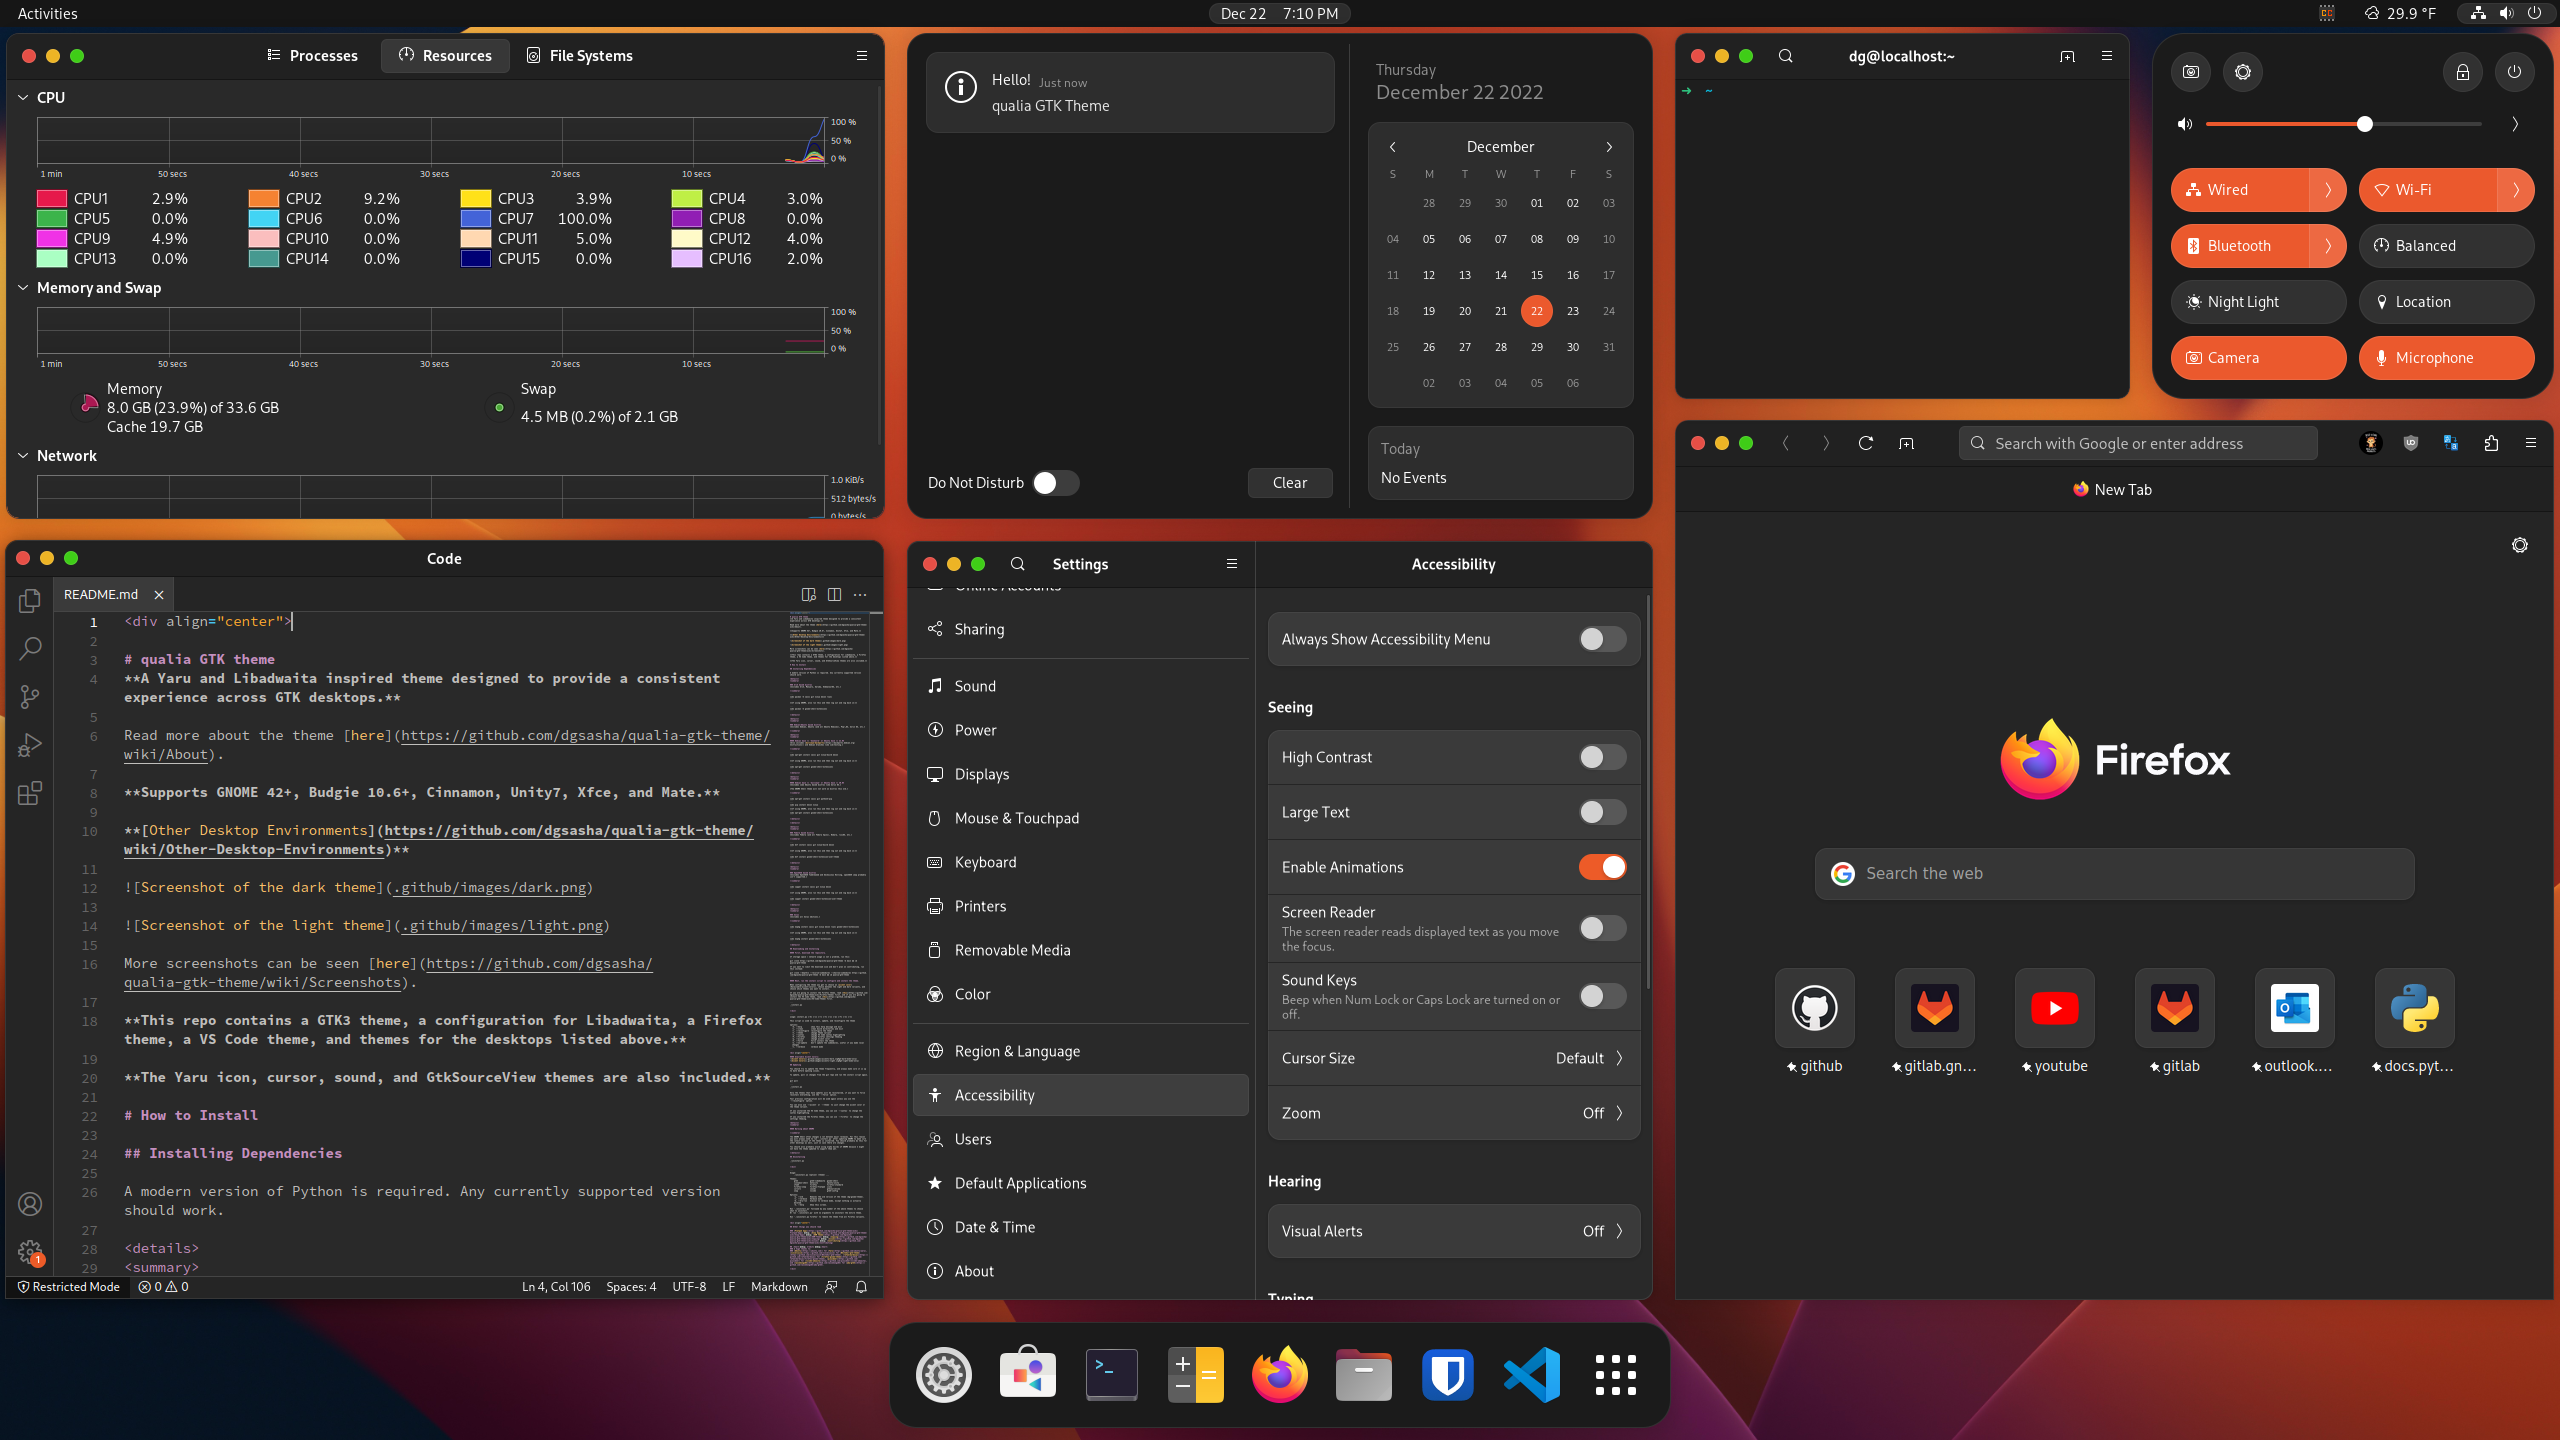 Activities
Dec 22 7:10 PM
29.9 °F
Processes
Resources
File Systems
CPU
100 %
50 %
0 %
1 min 50 secs 40 secs 30 secs 20 secs 10 secs
CPU1 2.9% CPU2 9.2% CPU3 3.9% CPU4 3.0%
CPU5 0.0% CPU6 0.0% CPU7 100.0% CPU8 0.0%
CPU9 4.9% CPU10 0.0% CPU11 5.0% CPU12 4.0%
CPU13 0.0% CPU14 0.0% CPU15 0.0% CPU16 2.0%
Memory and Swap
100 %
50 %
0 %
1 min 50 secs 40 secs 30 secs 20 secs 10 secs
Memory
8.0 GB (23.9%) of 33.6 GB
Cache 19.7 GB
Swap
4.5 MB (0.2%) of 2.1 GB
Network
1.0 KiB/s
512 bytes/s
0 bytes/s
Hello! Just now
qualia GTK Theme
Do Not Disturb
Clear
Thursday
December 22 2022
December
S M T W T F S
28 29 30 01 02 03
04 05 06 07 08 09 10
11 12 13 14 15 16 17
18 19 20 21 22 23 24
25 26 27 28 29 30 31
02 03 04 05 06
Today
No Events
dg@localhost:~
➜ ~
Wired
Wi-Fi
Bluetooth
Balanced
Night Light
Location
Camera
Microphone
Code
README.md
1 <div align="center">
2
3 # qualia GTK theme
4 **A Yaru and Libadwaita inspired theme designed to provide a consistent
experience across GTK desktops.**
5
6 Read more about the theme [here](https://github.com/dgsasha/qualia-gtk-theme/
wiki/About).
7
8 **Supports GNOME 42+, Budgie 10.6+, Cinnamon, Unity7, Xfce, and Mate.**
9
10 **[Other Desktop Environments](https://github.com/dgsasha/qualia-gtk-theme/
wiki/Other-Desktop-Environments)**
11
12 ![Screenshot of the dark theme](.github/images/dark.png)
13
14 ![Screenshot of the light theme](.github/images/light.png)
15
16 More screenshots can be seen [here](https://github.com/dgsasha/
qualia-gtk-theme/wiki/Screenshots).
17
18 **This repo contains a GTK3 theme, a configuration for Libadwaita, a Firefox
theme, a VS Code theme, and themes for the desktops listed above.**
19
20 **The Yaru icon, cursor, sound, and GtkSourceView themes are also included.**
21
22 # How to Install
23
24 ## Installing Dependencies
25
26 A modern version of Python is required. Any currently supported version
should work.
27
28 <details>
29 <summary>
1
Restricted Mode
0 0
Ln 4, Col 106
Spaces: 4
UTF-8
LF
Markdown
Settings
Online Accounts
Sharing
Sound
Power
Displays
Mouse & Touchpad
Keyboard
Printers
Removable Media
Color
Region & Language
Accessibility
Users
Default Applications
Date & Time
About
Accessibility
Always Show Accessibility Menu
Seeing
High Contrast
Large Text
Enable Animations
Screen Reader
The screen reader reads displayed text as you move
the focus.
Sound Keys
Beep when Num Lock or Caps Lock are turned on or
off.
Cursor Size Default
Zoom Off
Hearing
Visual Alerts Off
Typing
Search with Google or enter address
New Tab
Firefox
Search the web
github
gitlab.gn...
youtube
gitlab
outlook....
docs.pyt...